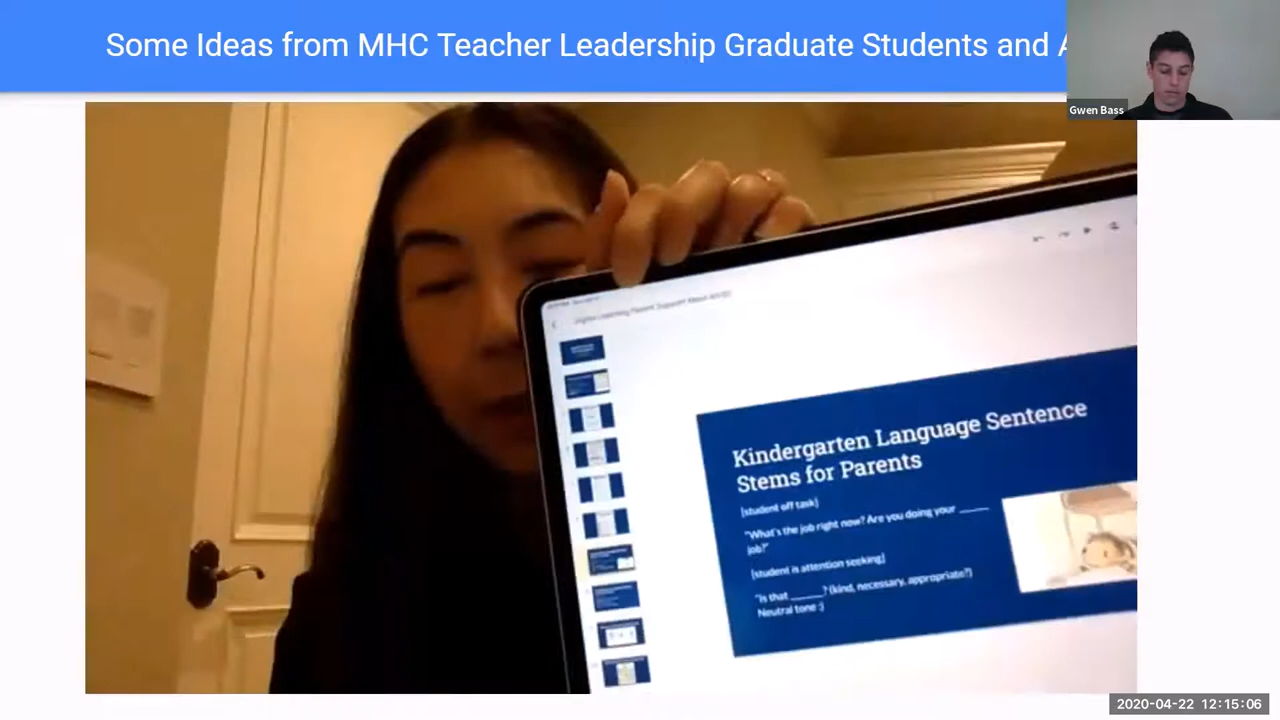 Some Ideas from MHC Teacher Leadership Graduate Students and A
Gwen Bass
Kindergarten Language Sentence
Stems for Parents
[student off task]
"What's the job right now? Are you doing your ______
job?"
[student is attention seeking]
"Is that ______? (kind, necessary, appropriate?)
Neutral tone :)
2020-04-22 12:15:06